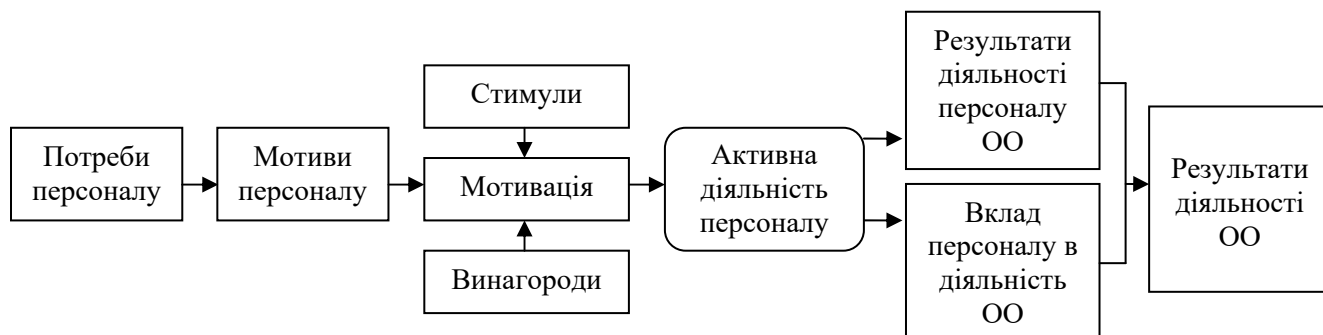 Потреби
персоналу
Мотиви
персоналу
Стимули
Мотивація
Винагороди
Активна
діяльність
персоналу
Результати
діяльності
персоналу
ОО
Вклад
персоналу в
діяльність
ОО
Результати
діяльності
ОО